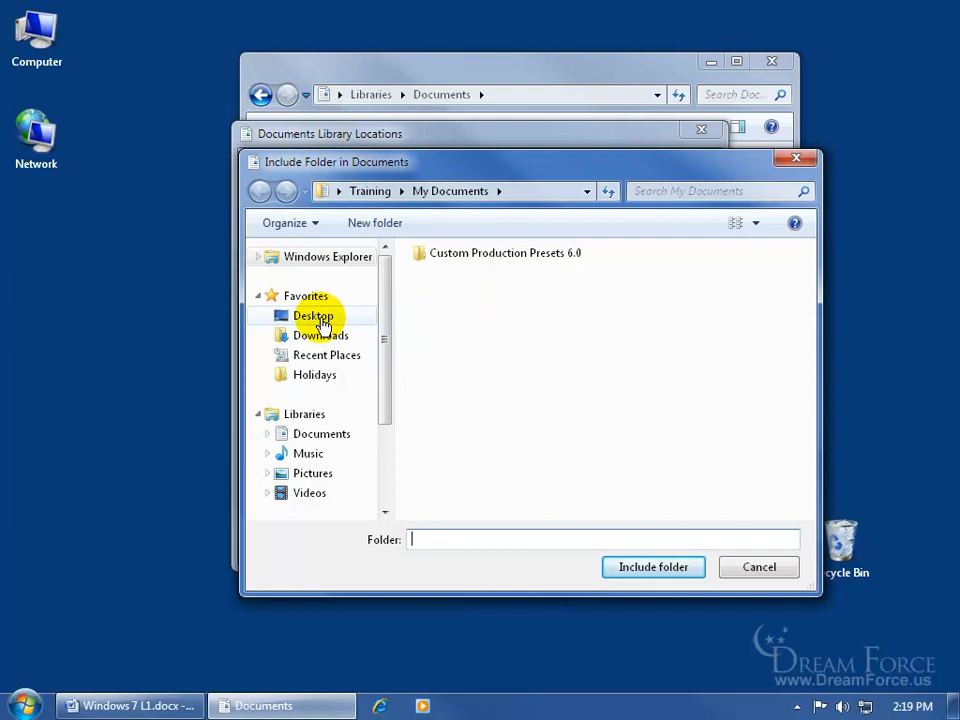 Computer
Network
Libraries
Documents
Search Doc...
Documents Library Locations
Include Folder in Documents
Training
My Documents
Search My Documents
Organize
New folder
Windows Explorer
Favorites
Desktop
Downloads
Recent Places
Holidays
Libraries
Documents
Music
Pictures
Videos
Custom Production Presets 6.0
Folder:
Include folder
Cancel
cycle Bin
DREAM FORCE
www.DreamForce.us
Windows 7 L1.docx -...
Documents
2:19 PM